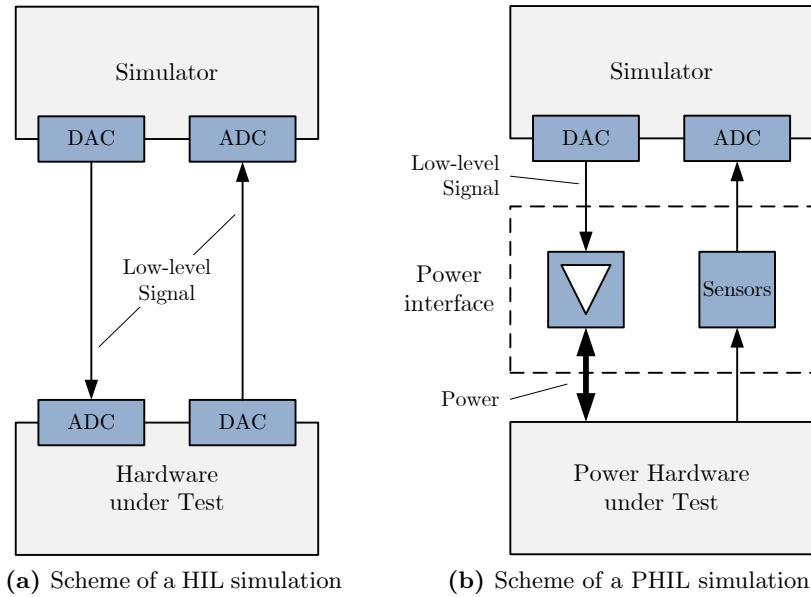 Simulator
DAC
ADC
Low-level
Signal
ADC
DAC
Hardware
under Test
(a) Scheme of a HIL simulation
Simulator
DAC
ADC
Low-level
Signal
Power
interface
Sensors
Power
Power Hardware
under Test
(b) Scheme of a PHIL simulation